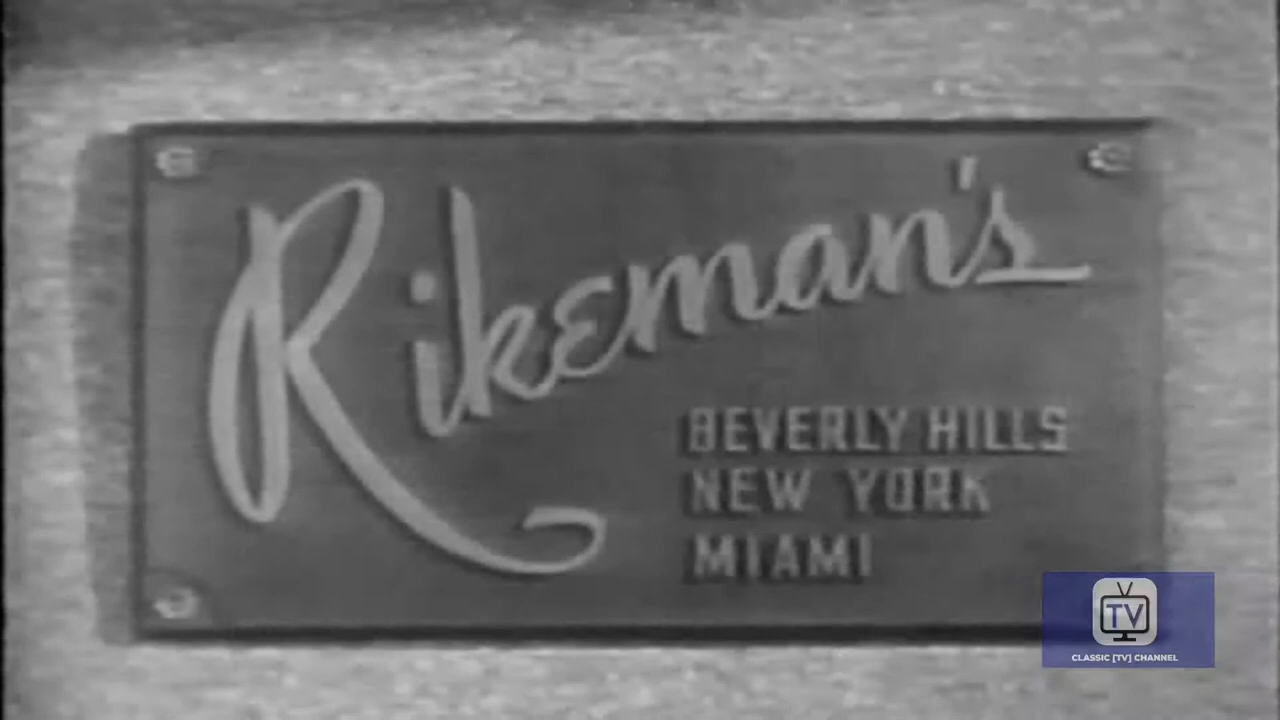 Rikeman's
BEVERLY HILLS
NEW YORK
MIAMI
TV
CLASSIC [TV] CHANNEL